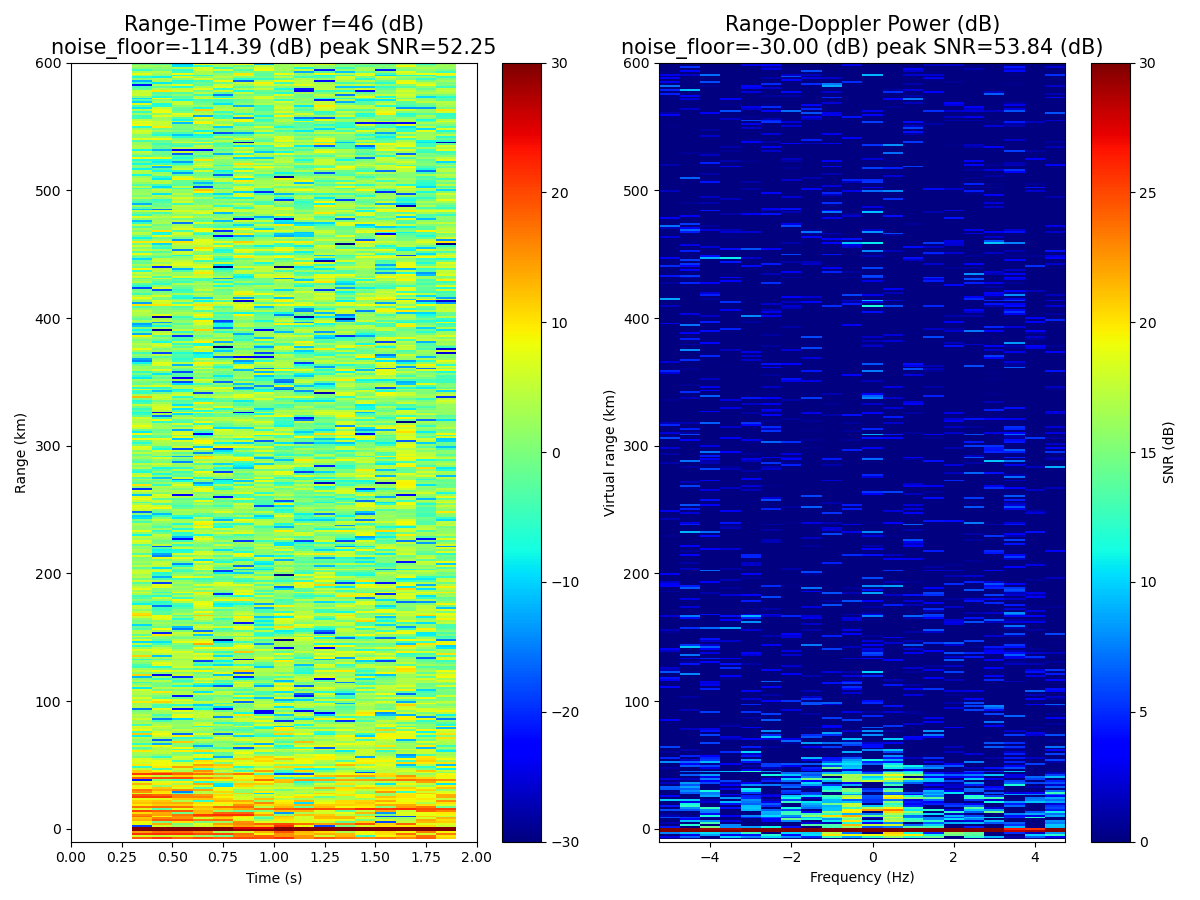 Range-Time Power f=46 (dB)
noise_floor=-114.39 (dB) peak SNR=52.25
600
500
400
300
200
100
0
Range (km)
0.00 0.25 0.50 0.75 1.00 1.25 1.50 1.75 2.00
Time (s)
30
20
10
0
−10
−20
−30
Range-Doppler Power (dB)
noise_floor=-30.00 (dB) peak SNR=53.84 (dB)
600
500
400
300
200
100
0
Virtual range (km)
−4 −2 0 2 4
Frequency (Hz)
30
25
20
15
10
5
0
SNR (dB)